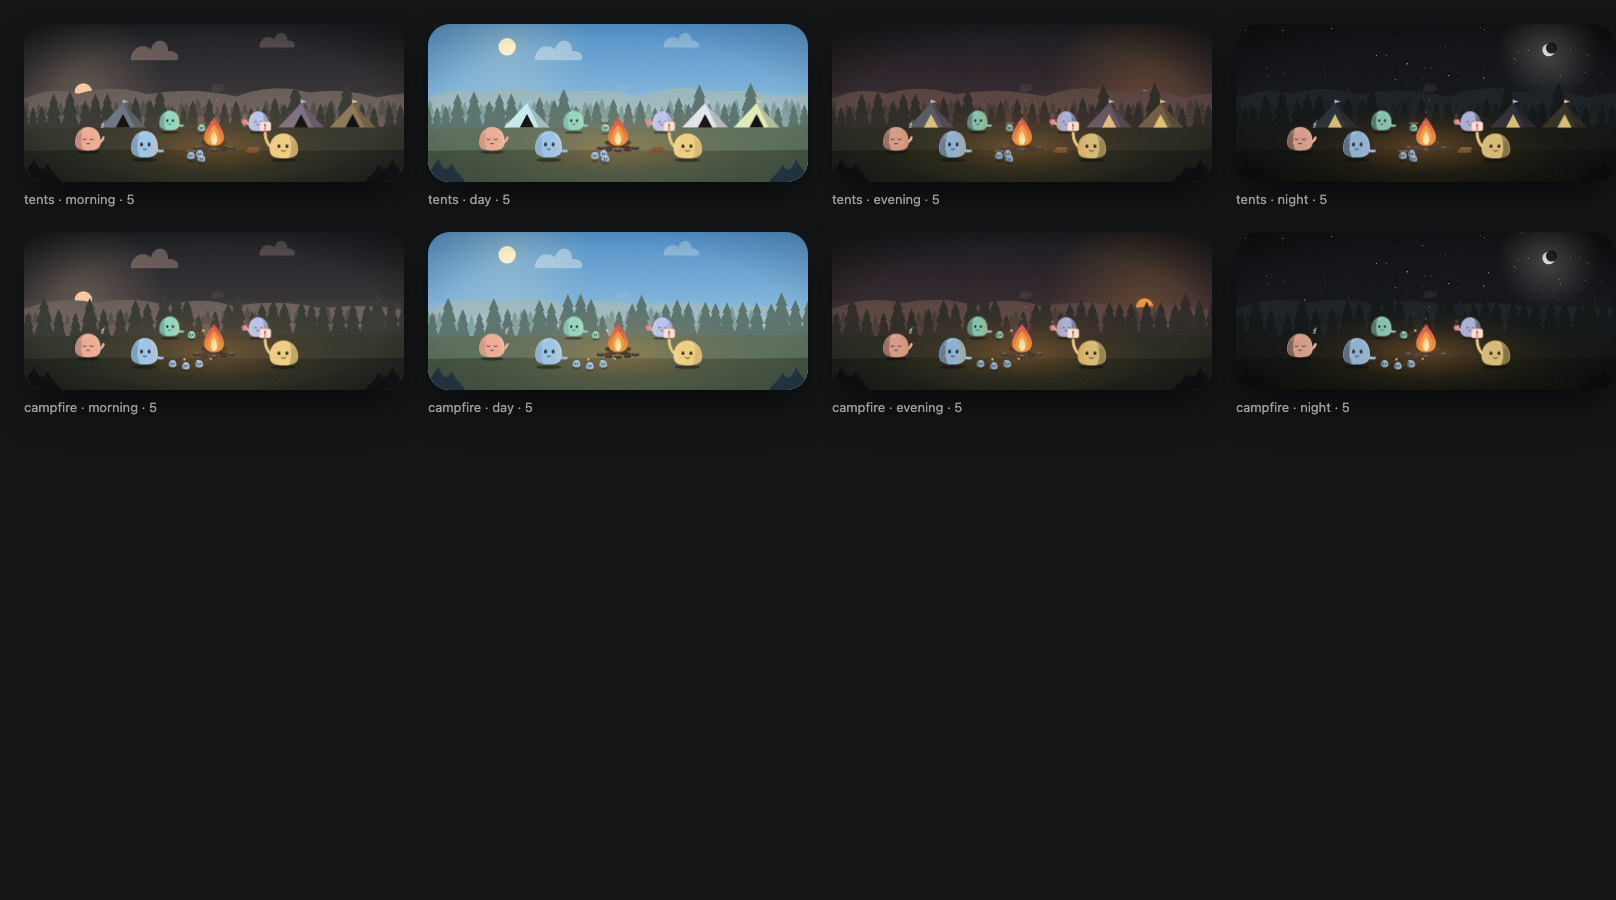 tents · morning · 5
tents · day · 5
tents · evening · 5
tents · night · 5
campfire · morning · 5
campfire · day · 5
campfire · evening · 5
campfire · night · 5